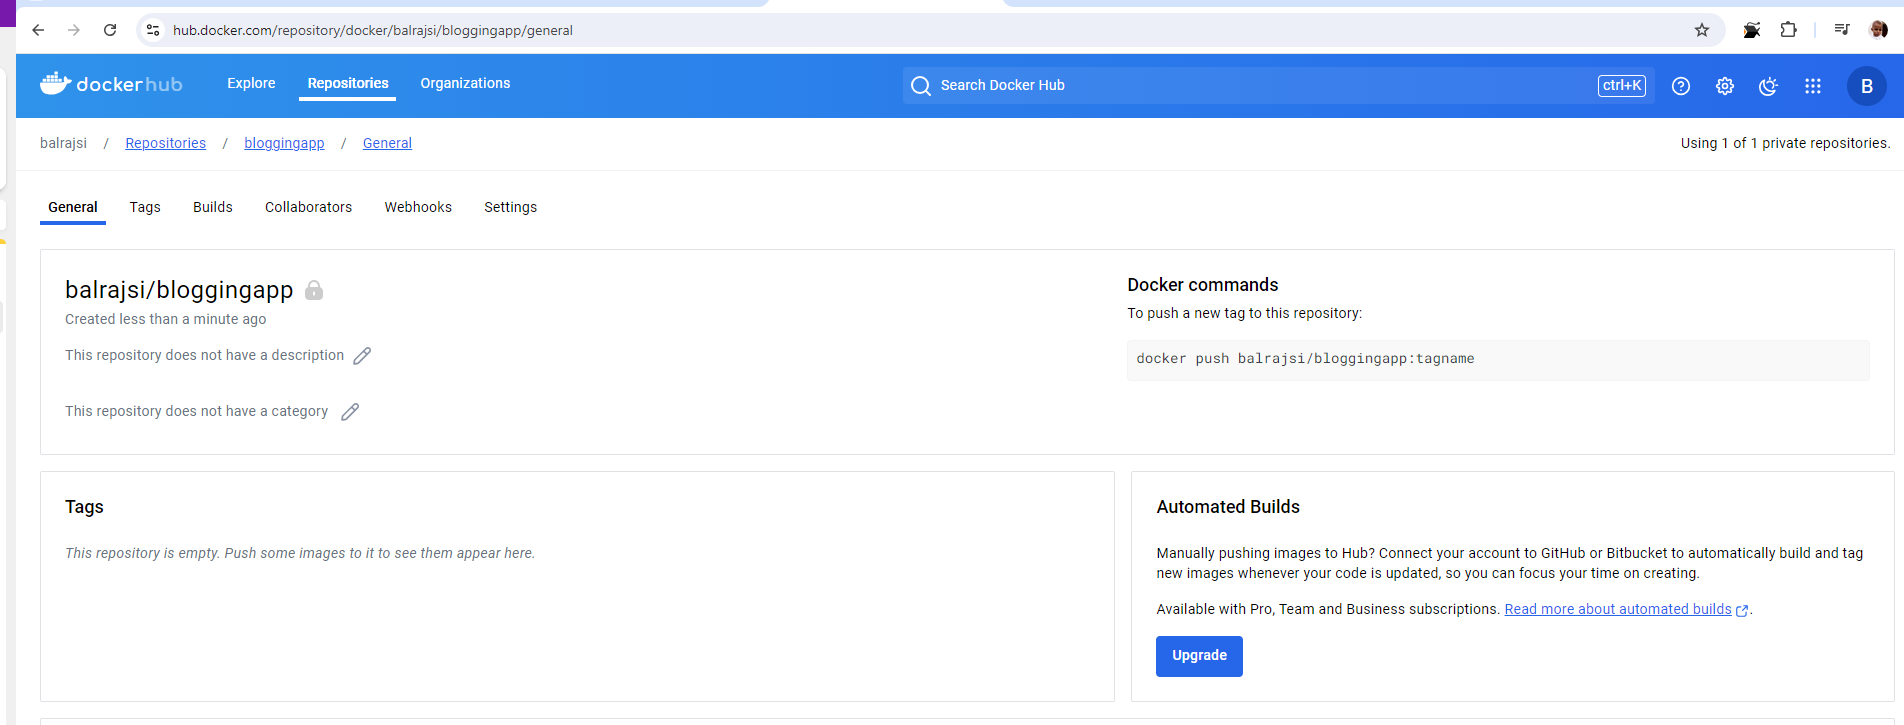 hub.docker.com/repository/docker/balrajsi/bloggingapp/general
dockerhub Explore Repositories Organizations Search Docker Hub ctrl+K B
balrajsi / Repositories / bloggingapp / General Using 1 of 1 private repositories.
General Tags Builds Collaborators Webhooks Settings
balrajsi/bloggingapp
Created less than a minute ago
This repository does not have a description
This repository does not have a category
Docker commands
To push a new tag to this repository:
docker push balrajsi/bloggingapp:tagname
Tags
This repository is empty. Push some images to it to see them appear here.
Automated Builds
Manually pushing images to Hub? Connect your account to GitHub or Bitbucket to automatically build and tag
new images whenever your code is updated, so you can focus your time on creating.
Available with Pro, Team and Business subscriptions. Read more about automated builds.
Upgrade